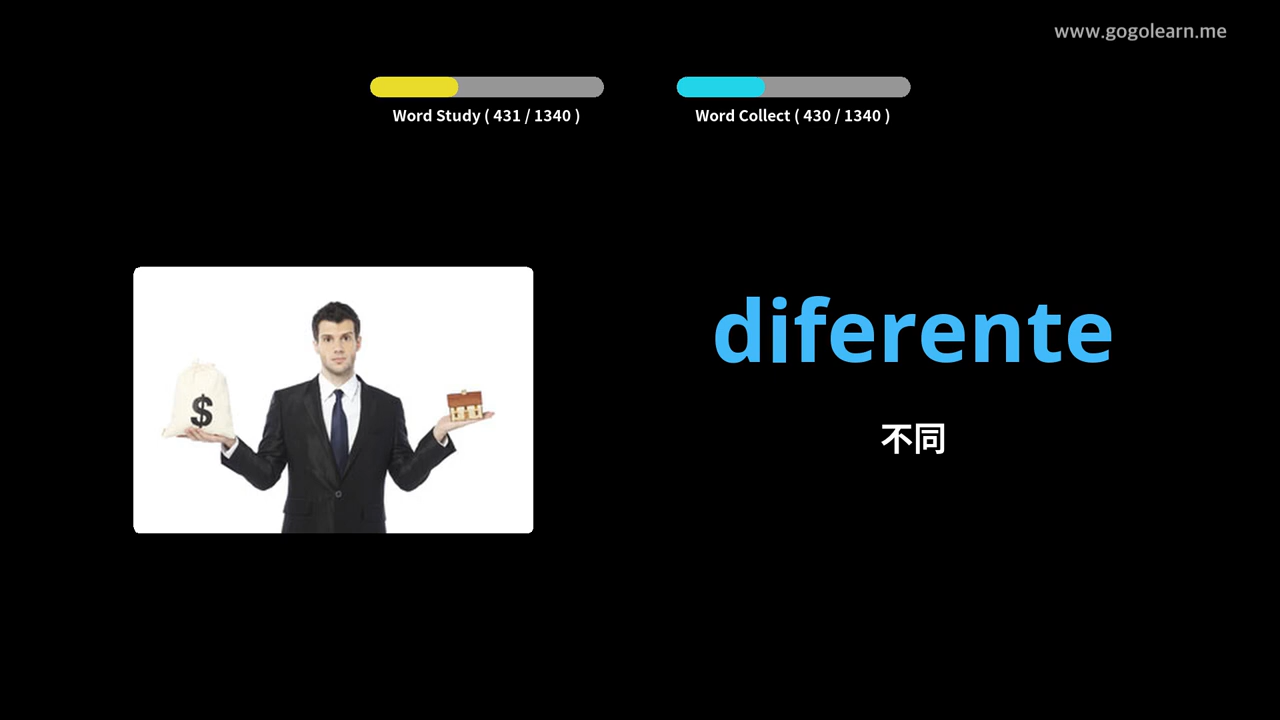 www.gogolearn.me
Word Study ( 431 / 1340 )
Word Collect ( 430 / 1340 )
$
diferente
不同